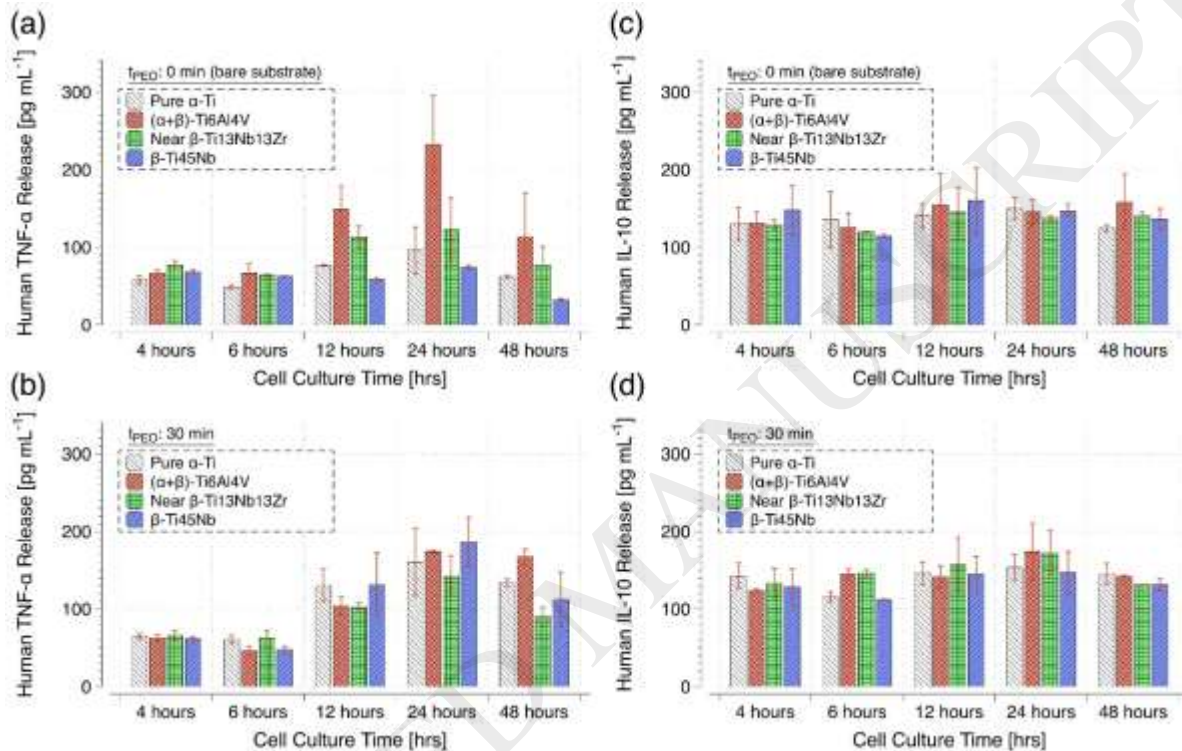 (a)
Human TNF-α Release [pg mL⁻¹]
300
200
100
0
tPEO: 0 min (bare substrate)
Pure α-Ti
(α+β)-Ti6Al4V
Near β-Ti13Nb13Zr
β-Ti45Nb
4 hours 6 hours 12 hours 24 hours 48 hours
Cell Culture Time [hrs]
(c)
Human IL-10 Release [pg mL⁻¹]
300
200
100
0
tPEO: 0 min (bare substrate)
Pure α-Ti
(α+β)-Ti6Al4V
Near β-Ti13Nb13Zr
β-Ti45Nb
4 hours 6 hours 12 hours 24 hours 48 hours
Cell Culture Time [hrs]
(b)
Human TNF-α Release [pg mL⁻¹]
300
200
100
0
tPEO: 30 min
Pure α-Ti
(α+β)-Ti6Al4V
Near β-Ti13Nb13Zr
β-Ti45Nb
4 hours 6 hours 12 hours 24 hours 48 hours
Cell Culture Time [hrs]
(d)
Human IL-10 Release [pg mL⁻¹]
300
200
100
0
tPEO: 30 min
Pure α-Ti
(α+β)-Ti6Al4V
Near β-Ti13Nb13Zr
β-Ti45Nb
4 hours 6 hours 12 hours 24 hours 48 hours
Cell Culture Time [hrs]
D MANUSCRIPT